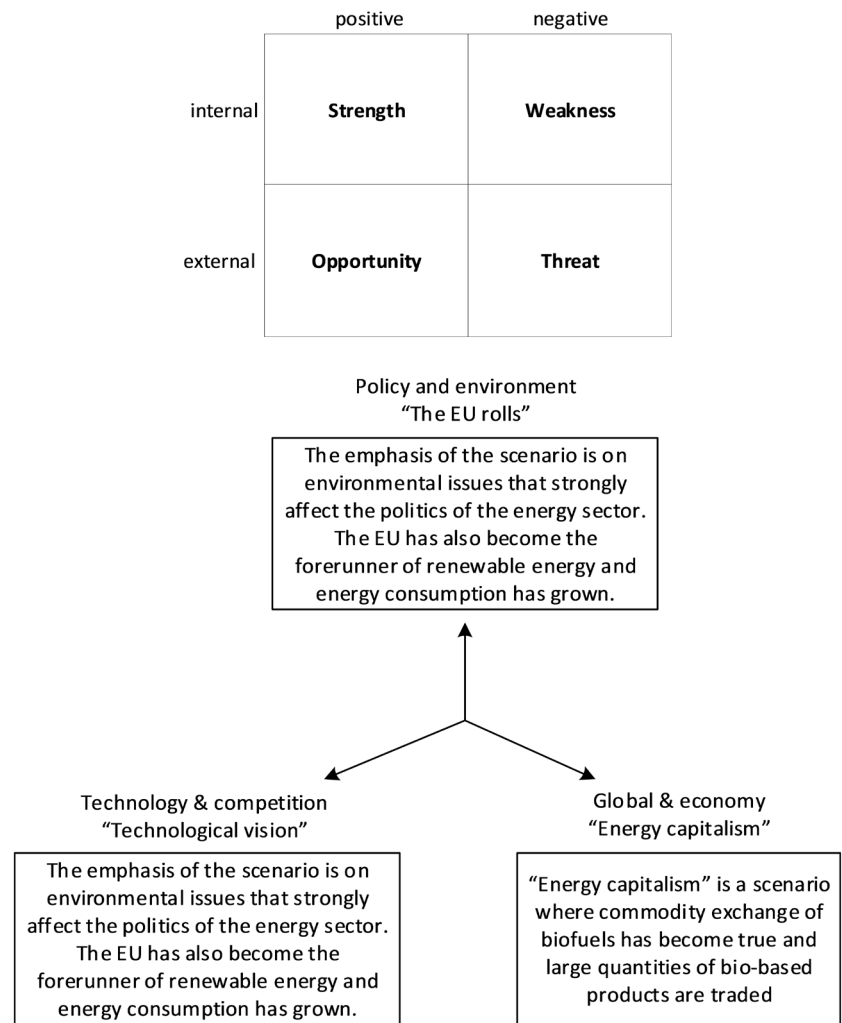 positive negative
internal Strength Weakness
external Opportunity Threat
Policy and environment
“The EU rolls”
The emphasis of the scenario is on
environmental issues that strongly
affect the politics of the energy sector.
The EU has also become the
forerunner of renewable energy and
energy consumption has grown.
Technology & competition
“Technological vision”
The emphasis of the scenario is on
environmental issues that strongly
affect the politics of the energy sector.
The EU has also become the
forerunner of renewable energy and
energy consumption has grown.
Global & economy
“Energy capitalism”
“Energy capitalism” is a scenario
where commodity exchange of
biofuels has become true and
large quantities of bio-based
products are traded